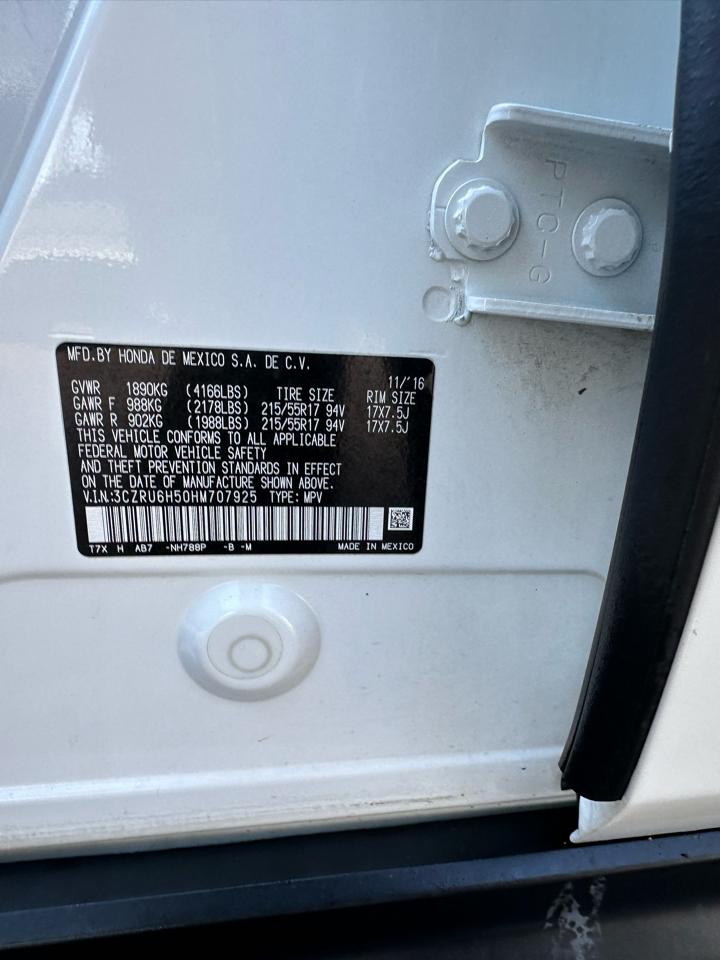 PTC-G
MFD.BY HONDA DE MEXICO S.A. DE C.V.
11/'16
GVWR 1890KG (4166LBS) TIRE SIZE RIM SIZE
GAWR F 988KG (2178LBS) 215/55R17 94V 17X7.5J
GAWR R 902KG (1988LBS) 215/55R17 94V 17X7.5J
THIS VEHICLE CONFORMS TO ALL APPLICABLE
FEDERAL MOTOR VEHICLE SAFETY
AND THEFT PREVENTION STANDARDS IN EFFECT
ON THE DATE OF MANUFACTURE SHOWN ABOVE.
V.I.N:3CZRU6H50HM707925 TYPE: MPV
T7X H AB7 -NH788P -B -M MADE IN MEXICO